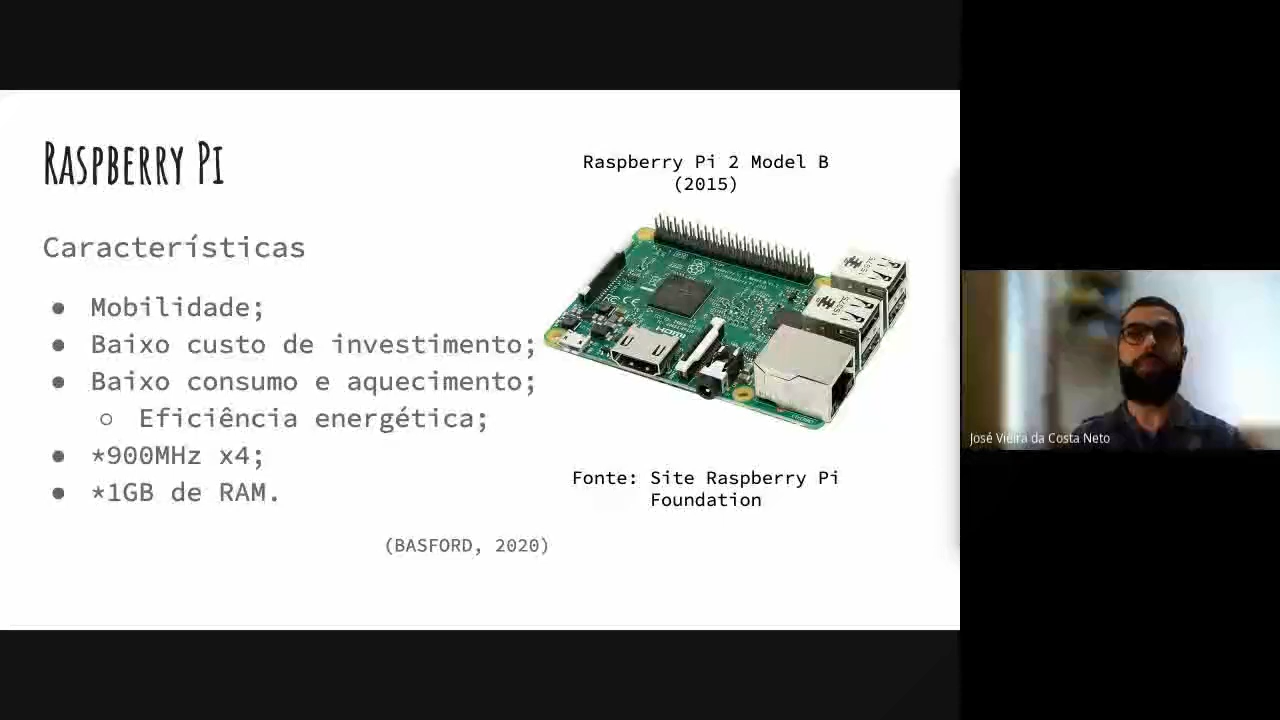 Raspberry Pi
Características
● Mobilidade;
● Baixo custo de investimento;
● Baixo consumo e aquecimento;
○ Eficiência energética;
● *900MHz x4;
● *1GB de RAM.
(BASFORD, 2020)
Raspberry Pi 2 Model B
(2015)
HDMI
Fonte: Site Raspberry Pi
Foundation
José Vieira da Costa Neto